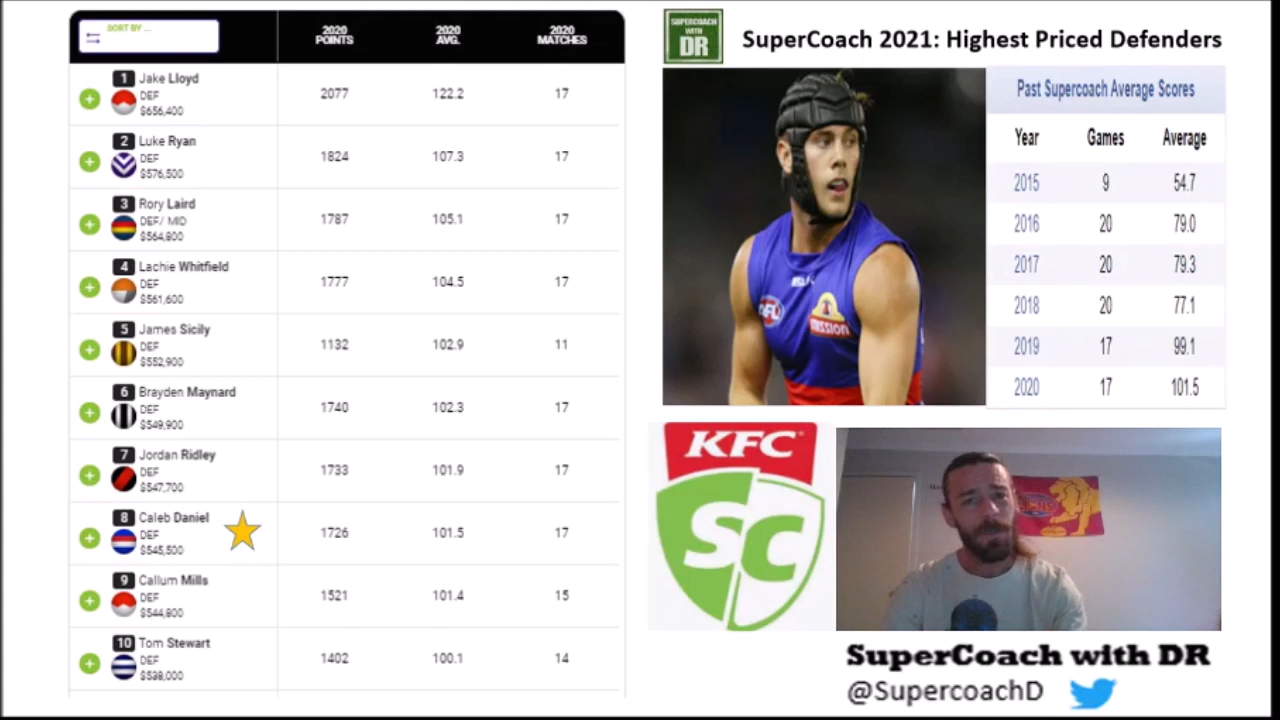 SORT BY ...
2020 POINTS
2020 AVG.
2020 MATCHES
1 Jake Lloyd
DEF
$656,400
2077 122.2 17
2 Luke Ryan
DEF
$576,500
1824 107.3 17
3 Rory Laird
DEF/ MID
$564,800
1787 105.1 17
4 Lachie Whitfield
DEF
$561,600
1777 104.5 17
5 James Sicily
DEF
$552,900
1132 102.9 11
6 Brayden Maynard
DEF
$549,900
1740 102.3 17
7 Jordan Ridley
DEF
$547,700
1733 101.9 17
8 Caleb Daniel
DEF
$545,500
1726 101.5 17
9 Callum Mills
DEF
$544,800
1521 101.4 15
10 Tom Stewart
DEF
$538,000
1402 100.1 14
SUPERCOACH
WITH
DR
SuperCoach 2021: Highest Priced Defenders
AFL
MISSION
Past Supercoach Average Scores
Year Games Average
2015 9 54.7
2016 20 79.0
2017 20 79.3
2018 20 77.1
2019 17 99.1
2020 17 101.5
KFC
SC
SuperCoach with DR
@SupercoachD